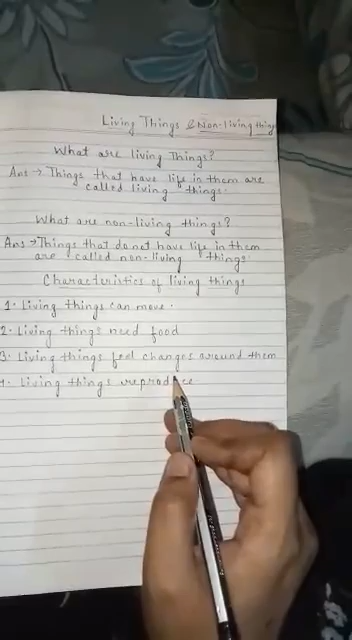 Living Things & Non-living thing
What are living Things?
Ans → Things that have life in them are
called living things.
What are non-living things?
Ans → Things that do not have life in them
are called non-living things.
Characteristics of living things
1. Living things can move.
2. Living things need food
3. Living things feel changes around them
4. Living things reproduce